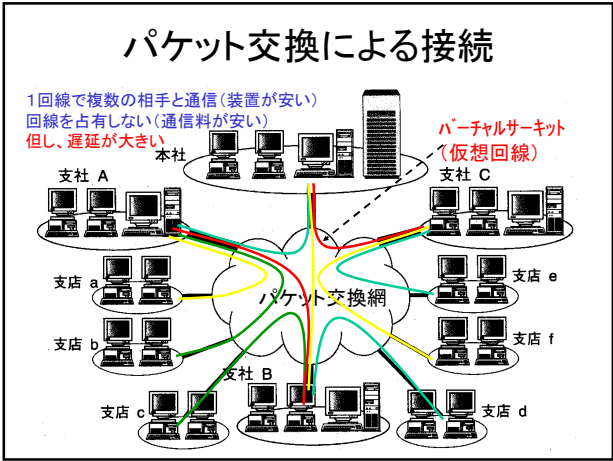 パケット交換による接続
１回線で複数の相手と通信（装置が安い）
回線を占有しない（通信料が安い）
但し、遅延が大きい
バーチャルサーキット
（仮想回線）
本社
支社 A
支社 C
支店 a
支店 e
パケット交換網
支店 b
支店 f
支社 B
支店 c
支店 d